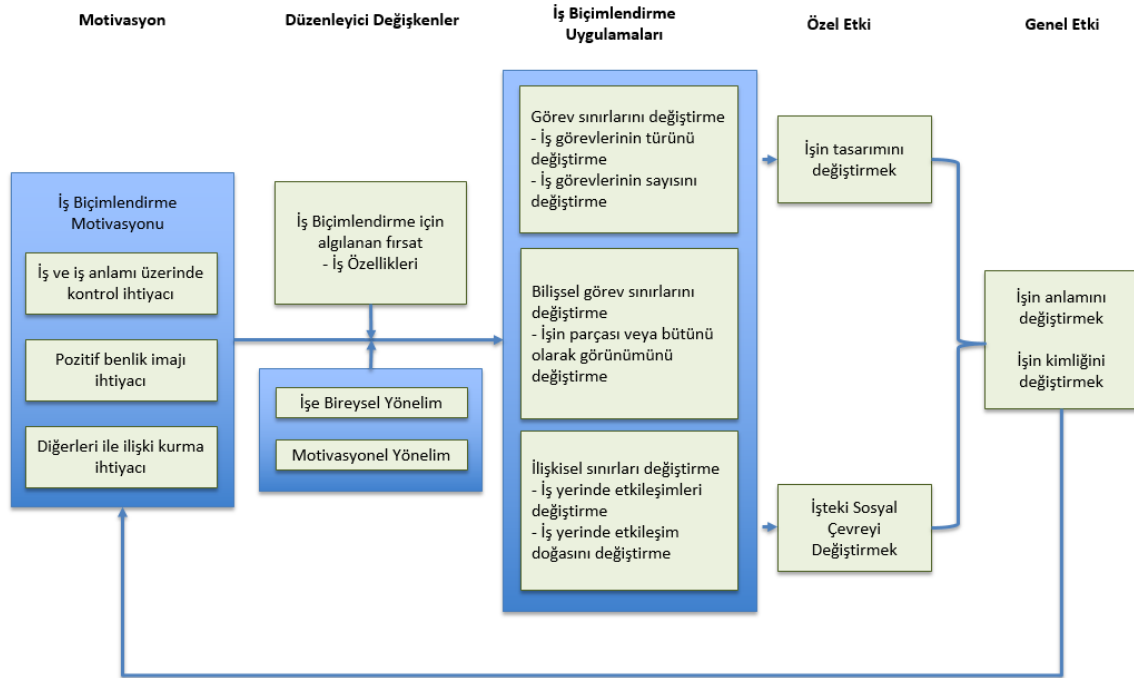 Motivasyon
Düzenleyici Değişkenler
İş Biçimlendirme
Uygulamaları
Özel Etki
Genel Etki
İş Biçimlendirme
Motivasyonu
İş ve iş anlamı üzerinde
kontrol ihtiyacı
Pozitif benlik imajı
ihtiyacı
Diğerleri ile ilişki kurma
ihtiyacı
İş Biçimlendirme için
algılanan fırsat
- İş Özellikleri
İşe Bireysel Yönelim
Motivasyonel Yönelim
Görev sınırlarını değiştirme
- İş görevlerinin türünü
değiştirme
- İş görevlerinin sayısını
değiştirme
Bilişsel görev sınırlarını
değiştirme
- İşin parçası veya bütünü
olarak görünümünü
değiştirme
İlişkisel sınırları değiştirme
- İş yerinde etkileşimleri
değiştirme
- İş yerinde etkileşim
doğasını değiştirme
İşin tasarımını
değiştirmek
İşteki Sosyal
Çevreyi
Değiştirmek
İşin anlamını
değiştirmek
İşin kimliğini
değiştirmek